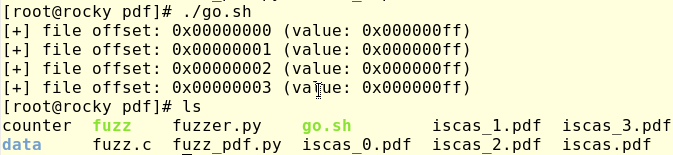 [root@rocky pdf]# ./go.sh
[+] file offset: 0x00000000 (value: 0x000000ff)
[+] file offset: 0x00000001 (value: 0x000000ff)
[+] file offset: 0x00000002 (value: 0x000000ff)
[+] file offset: 0x00000003 (value: 0x000000ff)
[root@rocky pdf]# ls
counter fuzz fuzzer.py go.sh iscas_1.pdf iscas_3.pdf
data fuzz.c fuzz_pdf.py iscas_0.pdf iscas_2.pdf iscas.pdf